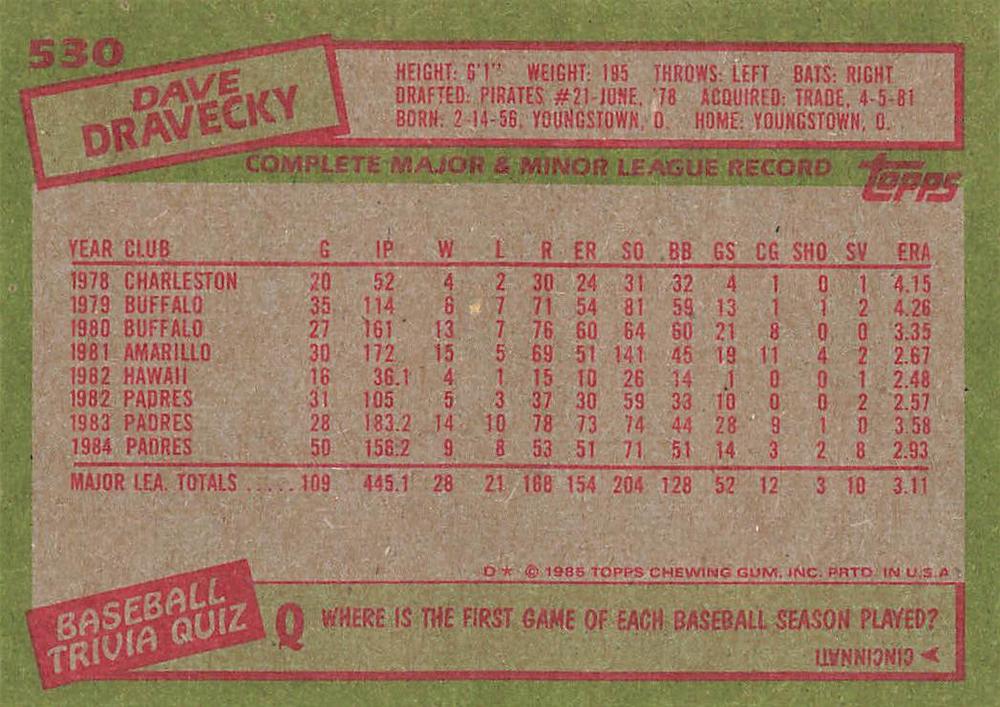 530
DAVE
DRAVECKY
HEIGHT: 6'1" WEIGHT: 195 THROWS: LEFT BATS: RIGHT
DRAFTED: PIRATES #21-JUNE, '78 ACQUIRED: TRADE, 4-5-81
BORN: 2-14-56, YOUNGSTOWN, O. HOME: YOUNGSTOWN, O.
COMPLETE MAJOR & MINOR LEAGUE RECORD
TOPPS
YEAR CLUB G IP W L R ER SO BB GS CG SHO SV ERA
1978 CHARLESTON 20 52 4 2 30 24 31 32 4 1 0 1 4.15
1979 BUFFALO 35 114 6 7 71 54 81 59 13 1 1 2 4.26
1980 BUFFALO 27 161 13 7 76 60 64 60 21 8 0 0 3.35
1981 AMARILLO 30 172 15 5 69 51 141 45 19 11 4 2 2.67
1982 HAWAII 16 36.1 4 1 15 10 26 14 1 0 0 1 2.48
1982 PADRES 31 105 5 3 37 30 59 33 10 0 0 2 2.57
1983 PADRES 28 183.2 14 10 78 73 74 44 28 9 1 0 3.58
1984 PADRES 50 156.2 9 8 53 51 71 51 14 3 2 8 2.93
MAJOR LEA. TOTALS ..... 109 445.1 28 21 168 154 204 128 52 12 3 10 3.11
D* © 1985 TOPPS CHEWING GUM, INC. PRTD. IN U.S.A.
BASEBALL
TRIVIA QUIZ
Q WHERE IS THE FIRST GAME OF EACH BASEBALL SEASON PLAYED?
CINCINNATI